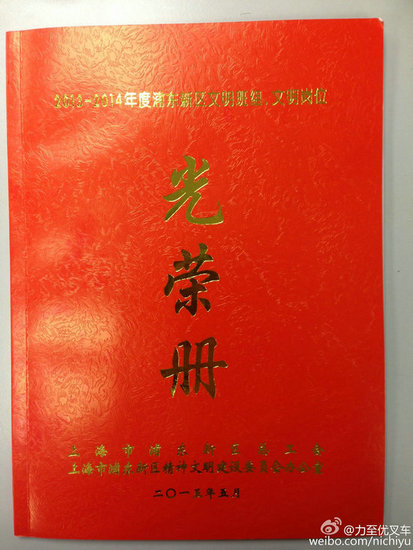 2013-2014年度浦东新区文明班组、文明岗位
光荣册
上海市浦东新区总工会
上海市浦东新区精神文明建设委员会办公室
二〇一五年五月
@力至优叉车
weibo.com/nichiyu